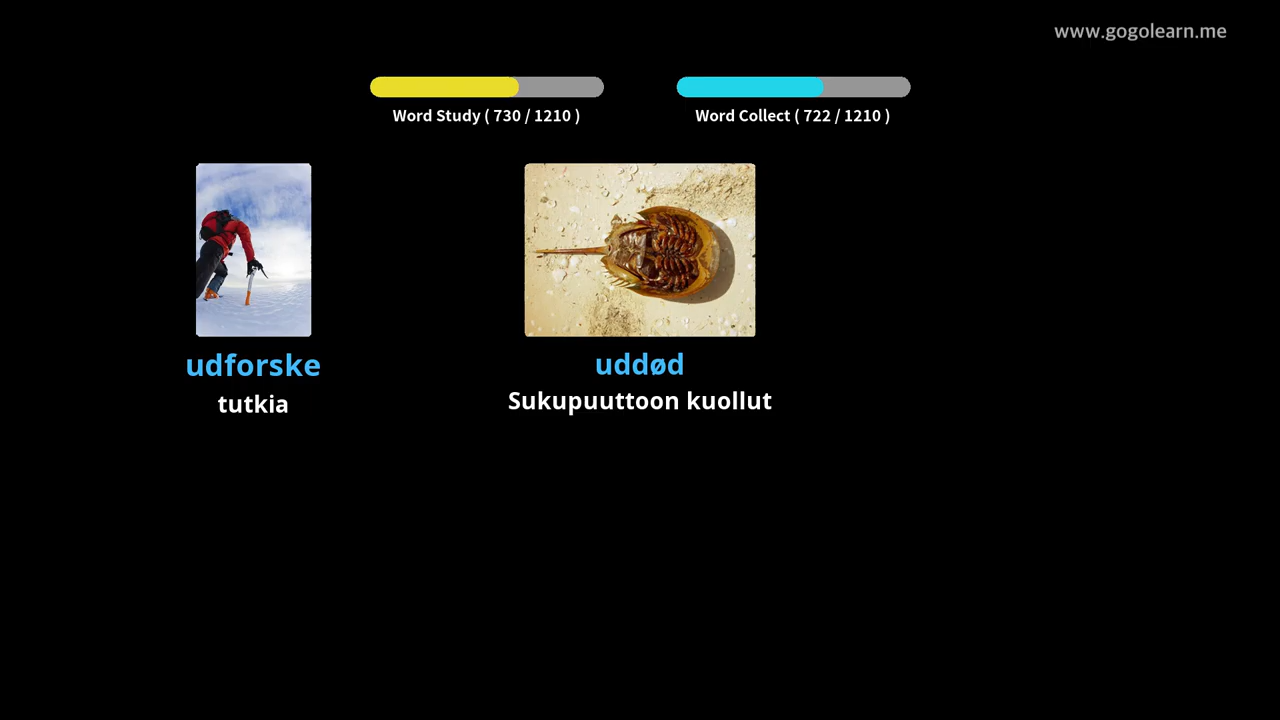 www.gogolearn.me
Word Study ( 730 / 1210 )
Word Collect ( 722 / 1210 )
udforske
tutkia
uddød
Sukupuuttoon kuollut